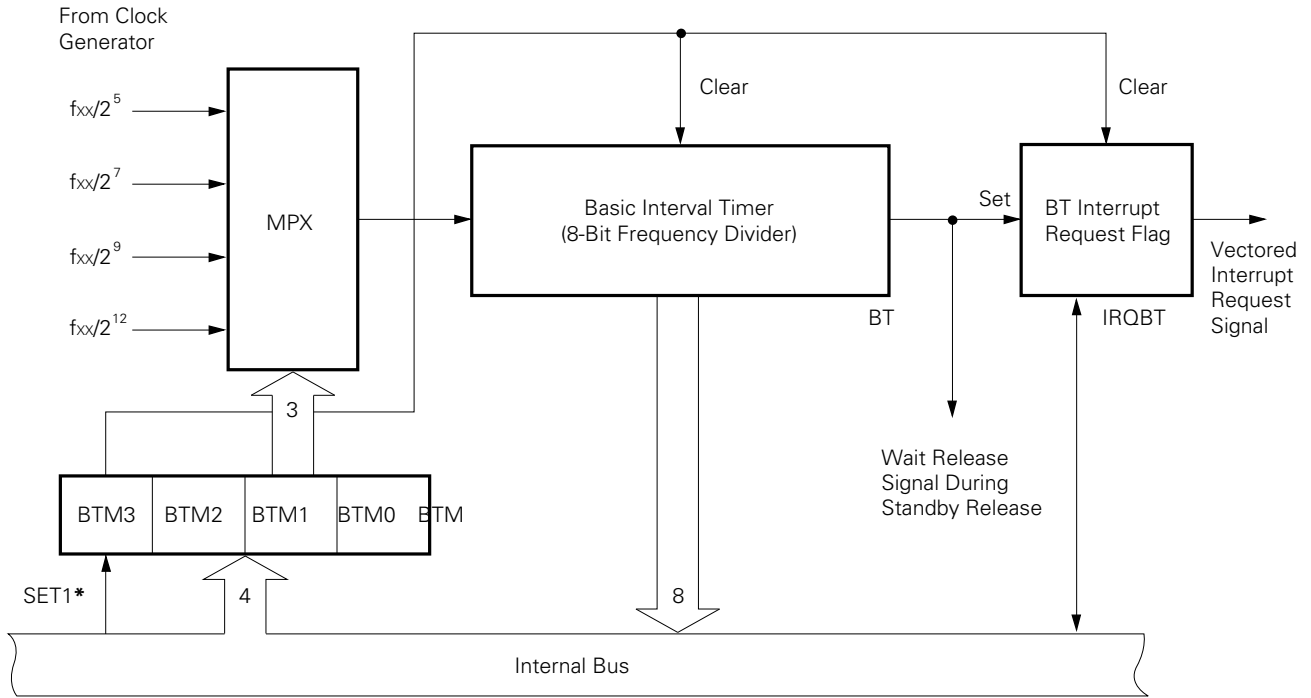 From Clock
Generator
fxx/2^5
fxx/2^7
fxx/2^9
fxx/2^12
MPX
Clear
Clear
Basic Interval Timer
(8-Bit Frequency Divider)
BT
Set
BT Interrupt
Request Flag
IRQBT
Vectored
Interrupt
Request
Signal
3
Wait Release
Signal During
Standby Release
BTM3 BTM2 BTM1 BTM0 BTM
SET1*
4
8
Internal Bus